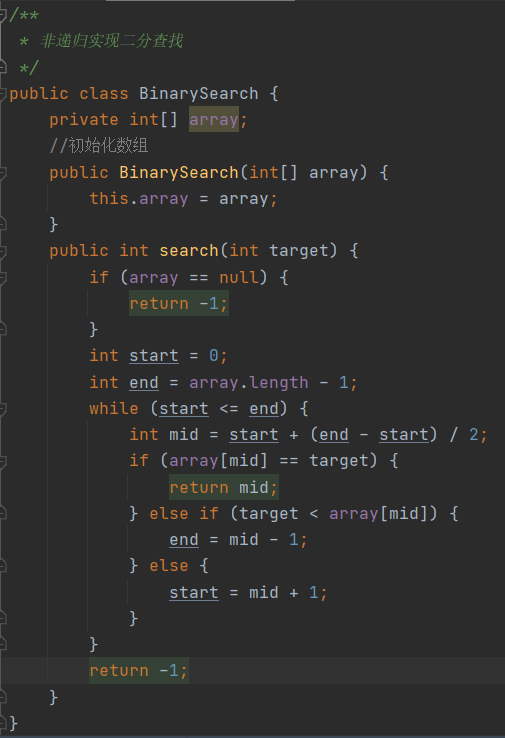 /**
 * 非递归实现二分查找
 */
public class BinarySearch {
    private int[] array;
    //初始化数组
    public BinarySearch(int[] array) {
        this.array = array;
    }
    public int search(int target) {
        if (array == null) {
            return -1;
        }
        int start = 0;
        int end = array.length - 1;
        while (start <= end) {
            int mid = start + (end - start) / 2;
            if (array[mid] == target) {
                return mid;
            } else if (target < array[mid]) {
                end = mid - 1;
            } else {
                start = mid + 1;
            }
        }
        return -1;
    }
}